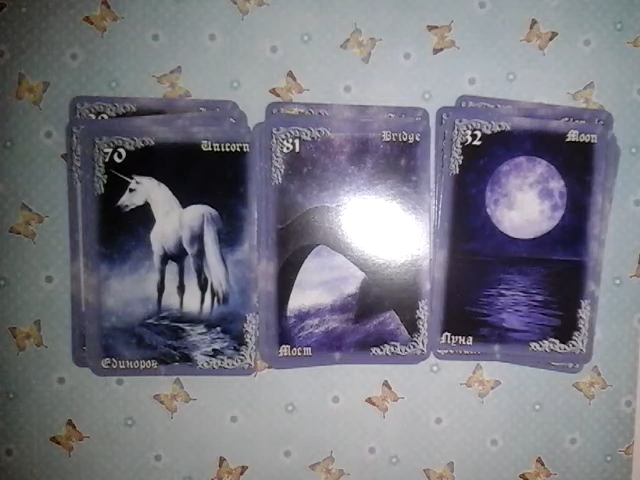 70
Unicorn
Единорог
81
Bridge
Мост
32
Moon
Луна